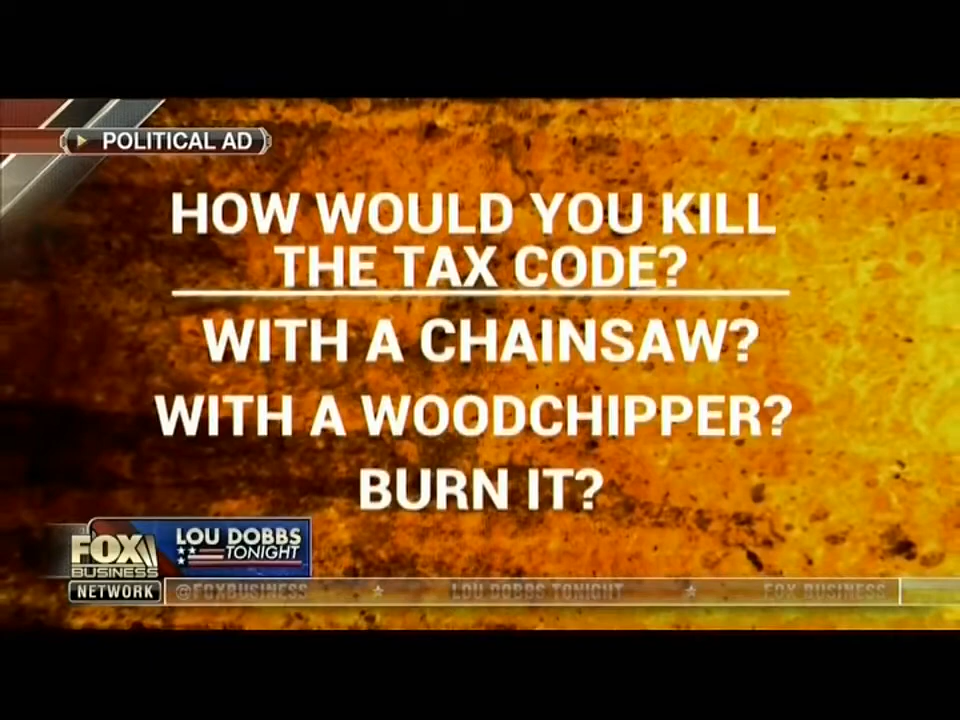 POLITICAL AD
HOW WOULD YOU KILL
THE TAX CODE?
WITH A CHAINSAW?
WITH A WOODCHIPPER?
BURN IT?
FOX
BUSINESS
NETWORK
LOU DOBBS
TONIGHT
@FOXBUSINESS LOU DOBBS TONIGHT FOX BUSINESS